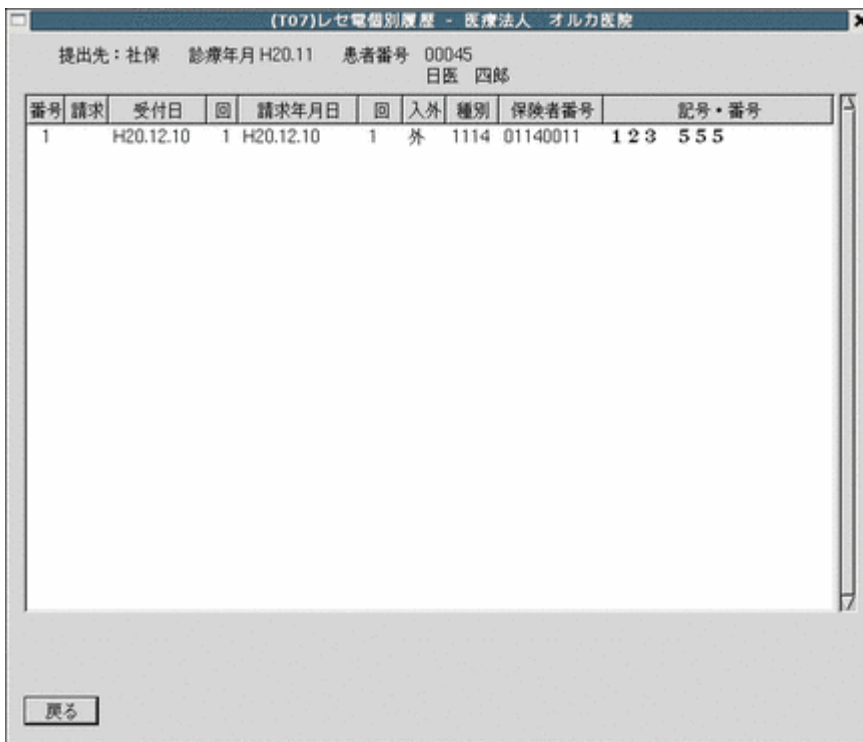 (T07)レセ電個別履歴 - 医療法人　オルカ医院
提出先：社保　診療年月 H20.11　患者番号　00045
日医　四郎
番号 請求 受付日 回 請求年月日 回 入外 種別 保険者番号 記号・番号
1 H20.12.10 1 H20.12.10 1 外 1114 01140011 １２３　５５５
戻る